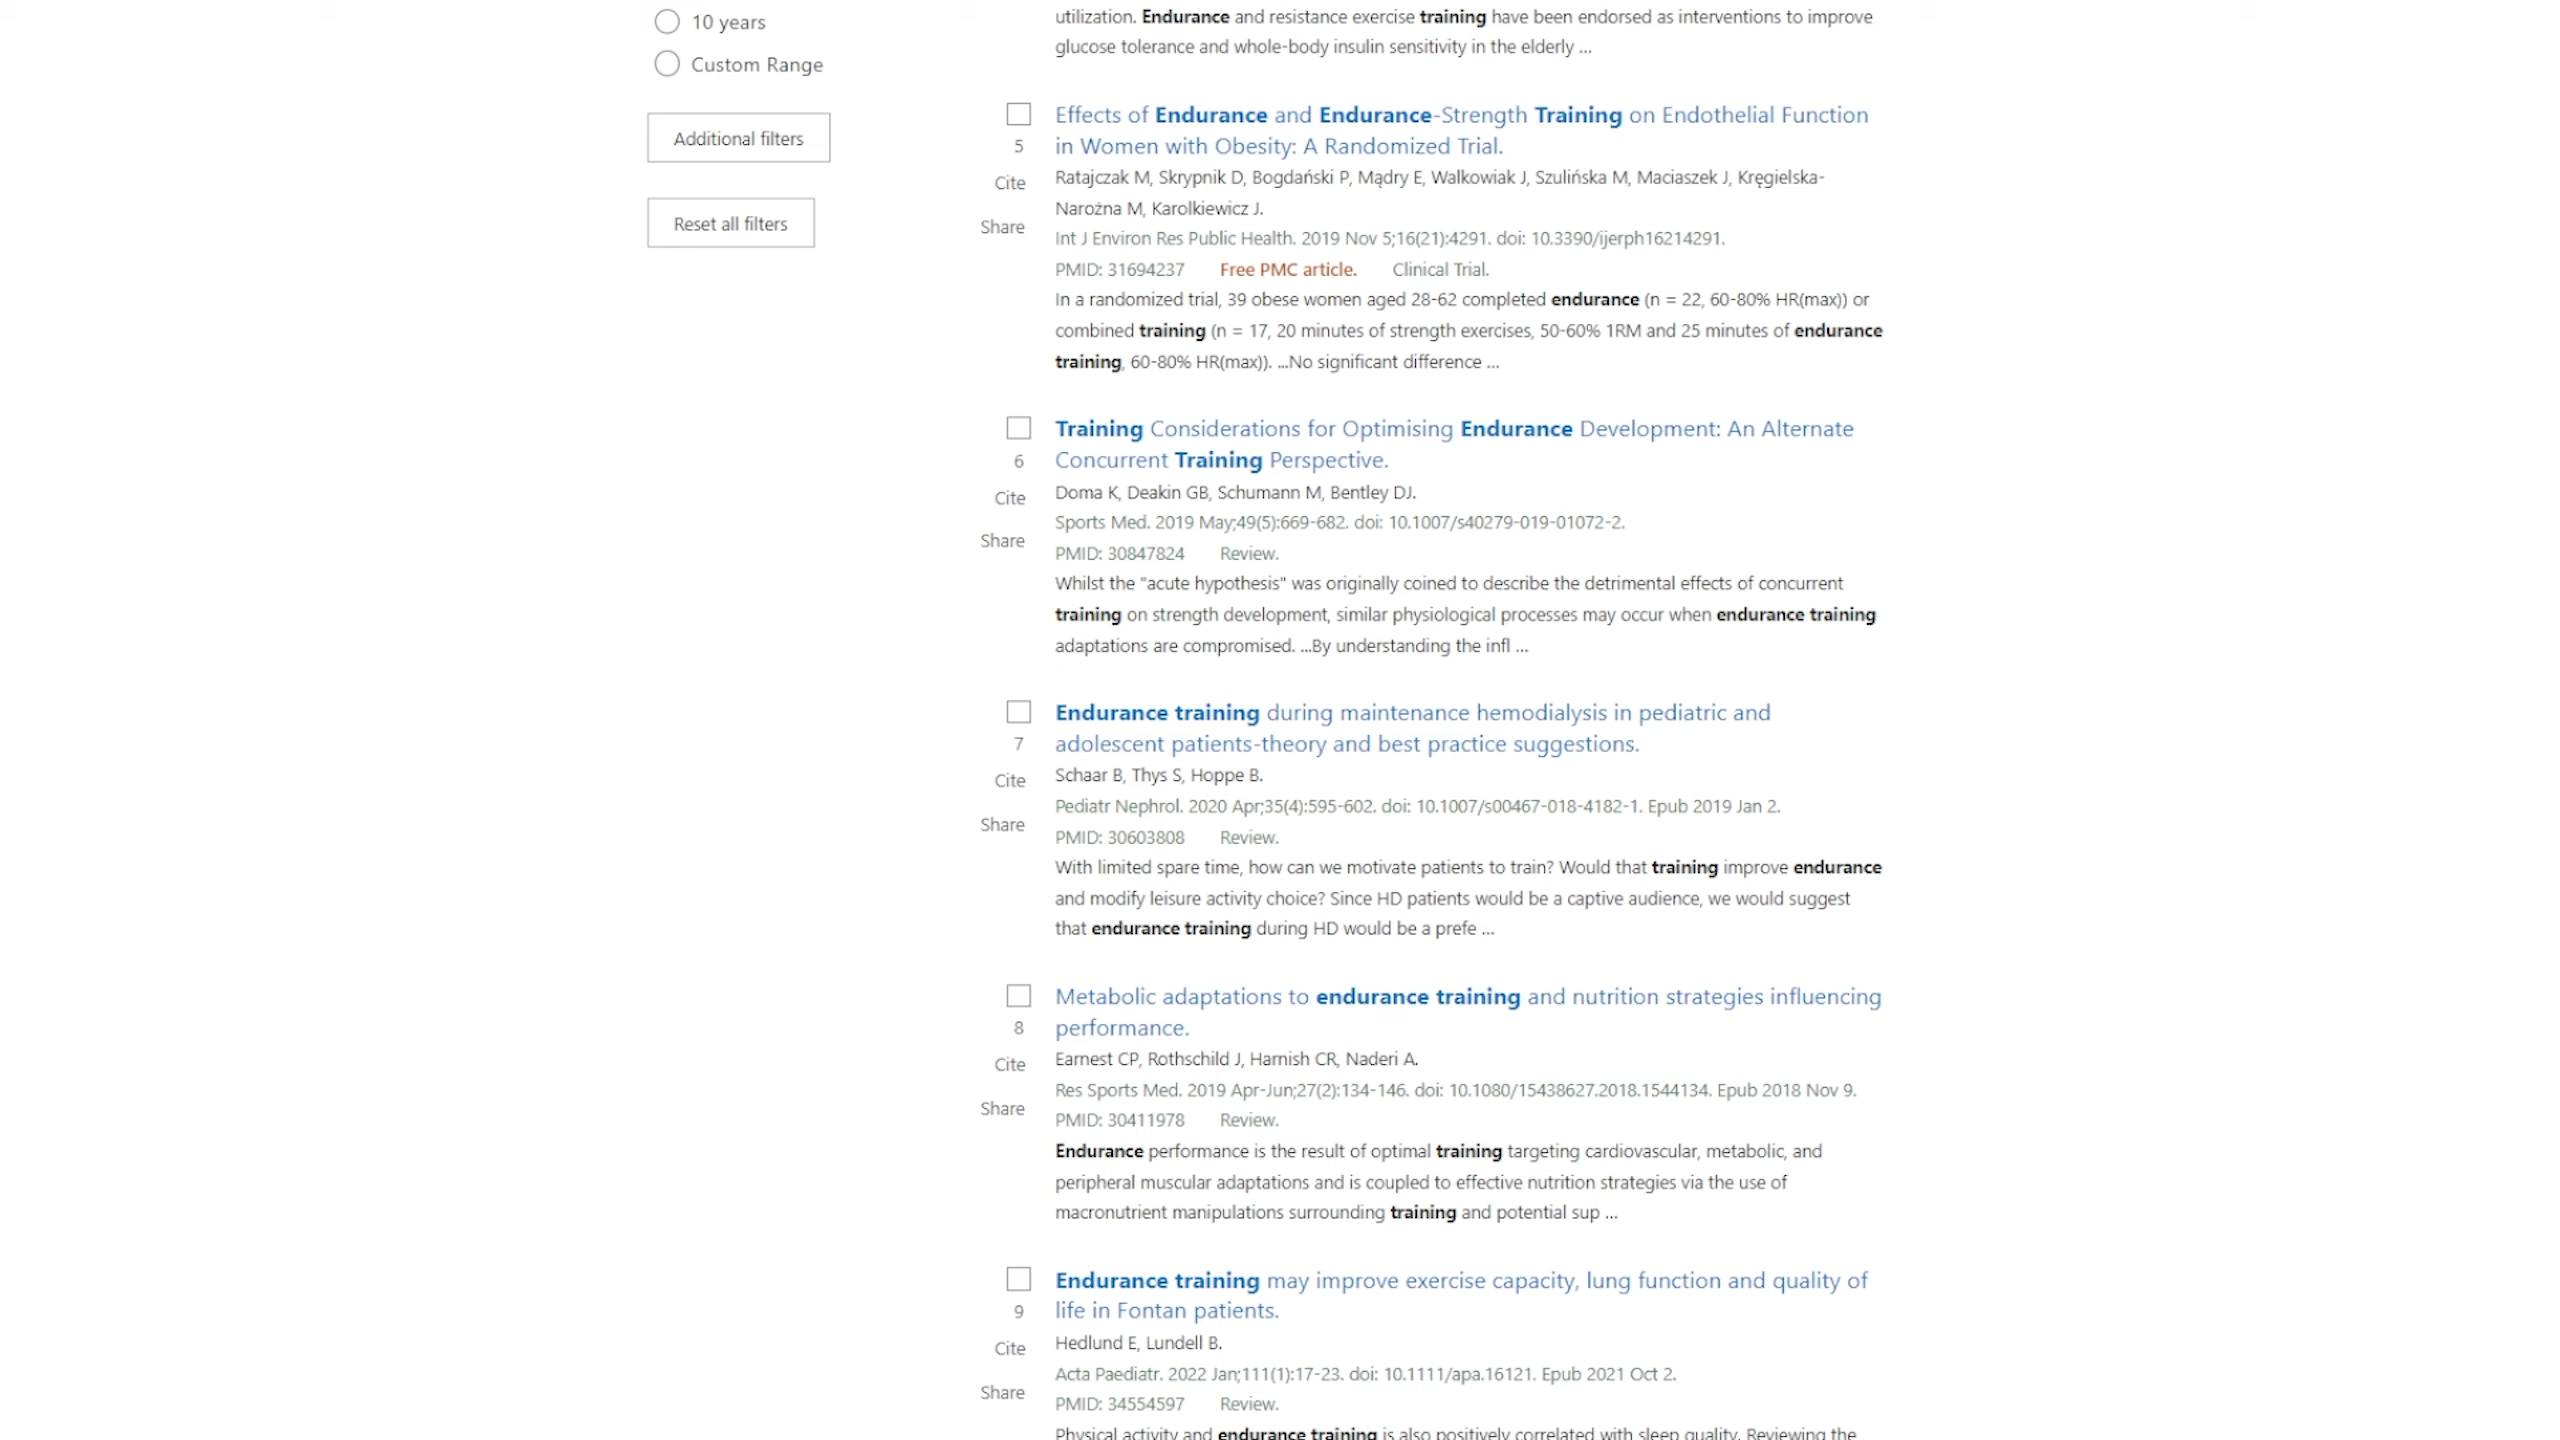 10 years
Custom Range
Additional filters
Reset all filters
utilization. Endurance and resistance exercise training have been endorsed as interventions to improve
glucose tolerance and whole-body insulin sensitivity in the elderly ...
5
Cite
Share
Effects of Endurance and Endurance-Strength Training on Endothelial Function
in Women with Obesity: A Randomized Trial.
Ratajczak M, Skrypnik D, Bogdański P, Mądry E, Walkowiak J, Szulińska M, Maciaszek J, Kręgielska-
Narożna M, Karolkiewicz J.
Int J Environ Res Public Health. 2019 Nov 5;16(21):4291. doi: 10.3390/ijerph16214291.
PMID: 31694237 Free PMC article. Clinical Trial.
In a randomized trial, 39 obese women aged 28-62 completed endurance (n = 22, 60-80% HR(max)) or
combined training (n = 17, 20 minutes of strength exercises, 50-60% 1RM and 25 minutes of endurance
training, 60-80% HR(max)). ...No significant difference ...
6
Cite
Share
Training Considerations for Optimising Endurance Development: An Alternate
Concurrent Training Perspective.
Doma K, Deakin GB, Schumann M, Bentley DJ.
Sports Med. 2019 May;49(5):669-682. doi: 10.1007/s40279-019-01072-2.
PMID: 30847824 Review.
Whilst the "acute hypothesis" was originally coined to describe the detrimental effects of concurrent
training on strength development, similar physiological processes may occur when endurance training
adaptations are compromised. ...By understanding the infl ...
7
Cite
Share
Endurance training during maintenance hemodialysis in pediatric and
adolescent patients-theory and best practice suggestions.
Schaar B, Thys S, Hoppe B.
Pediatr Nephrol. 2020 Apr;35(4):595-602. doi: 10.1007/s00467-018-4182-1. Epub 2019 Jan 2.
PMID: 30603808 Review.
With limited spare time, how can we motivate patients to train? Would that training improve endurance
and modify leisure activity choice? Since HD patients would be a captive audience, we would suggest
that endurance training during HD would be a prefe ...
8
Cite
Share
Metabolic adaptations to endurance training and nutrition strategies influencing
performance.
Earnest CP, Rothschild J, Harnish CR, Naderi A.
Res Sports Med. 2019 Apr-Jun;27(2):134-146. doi: 10.1080/15438627.2018.1544134. Epub 2018 Nov 9.
PMID: 30411978 Review.
Endurance performance is the result of optimal training targeting cardiovascular, metabolic, and
peripheral muscular adaptations and is coupled to effective nutrition strategies via the use of
macronutrient manipulations surrounding training and potential sup ...
9
Cite
Share
Endurance training may improve exercise capacity, lung function and quality of
life in Fontan patients.
Hedlund E, Lundell B.
Acta Paediatr. 2022 Jan;111(1):17-23. doi: 10.1111/apa.16121. Epub 2021 Oct 2.
PMID: 34554597 Review.
Physical activity and endurance training is also positively correlated with sleep quality. Reviewing the